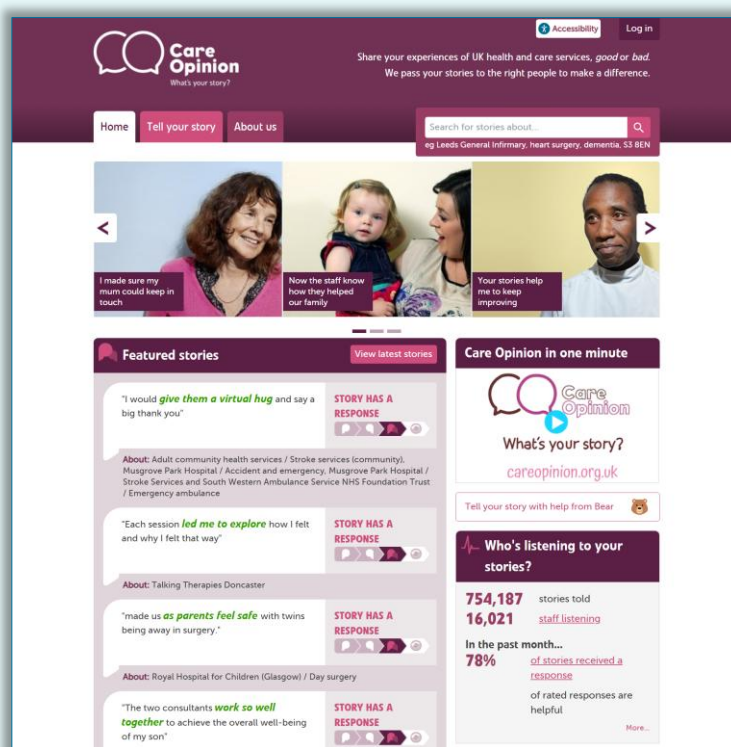 Accessibility
Log in
Care
Opinion
What's your story?
Share your experiences of UK health and care services, good or bad.
We pass your stories to the right people to make a difference.
Home
Tell your story
About us
Search for stories about...
eg Leeds General Infirmary, heart surgery, dementia, S3 8EN
<
I made sure my
mum could keep in
touch
Now the staff know
how they helped
our family
Your stories help
me to keep
improving
>
Featured stories
View latest stories
"I would give them a virtual hug and say a
big thank you"
STORY HAS A
RESPONSE
About: Adult community health services / Stroke services (community),
Musgrove Park Hospital / Accident and emergency, Musgrove Park Hospital /
Stroke Services and South Western Ambulance Service NHS Foundation Trust
/ Emergency ambulance
"Each session led me to explore how I felt
and why I felt that way"
STORY HAS A
RESPONSE
About: Talking Therapies Doncaster
"made us as parents feel safe with twins
being away in surgery."
STORY HAS A
RESPONSE
About: Royal Hospital for Children (Glasgow) / Day surgery
"The two consultants work so well
together to achieve the overall well-being
of my son"
STORY HAS A
RESPONSE
Care Opinion in one minute
Care
Opinion
What's your story?
careopinion.org.uk
Tell your story with help from Bear
Who's listening to your
stories?
754,187 stories told
16,021 staff listening
In the past month...
78% of stories received a
response
of rated responses are
helpful
More...